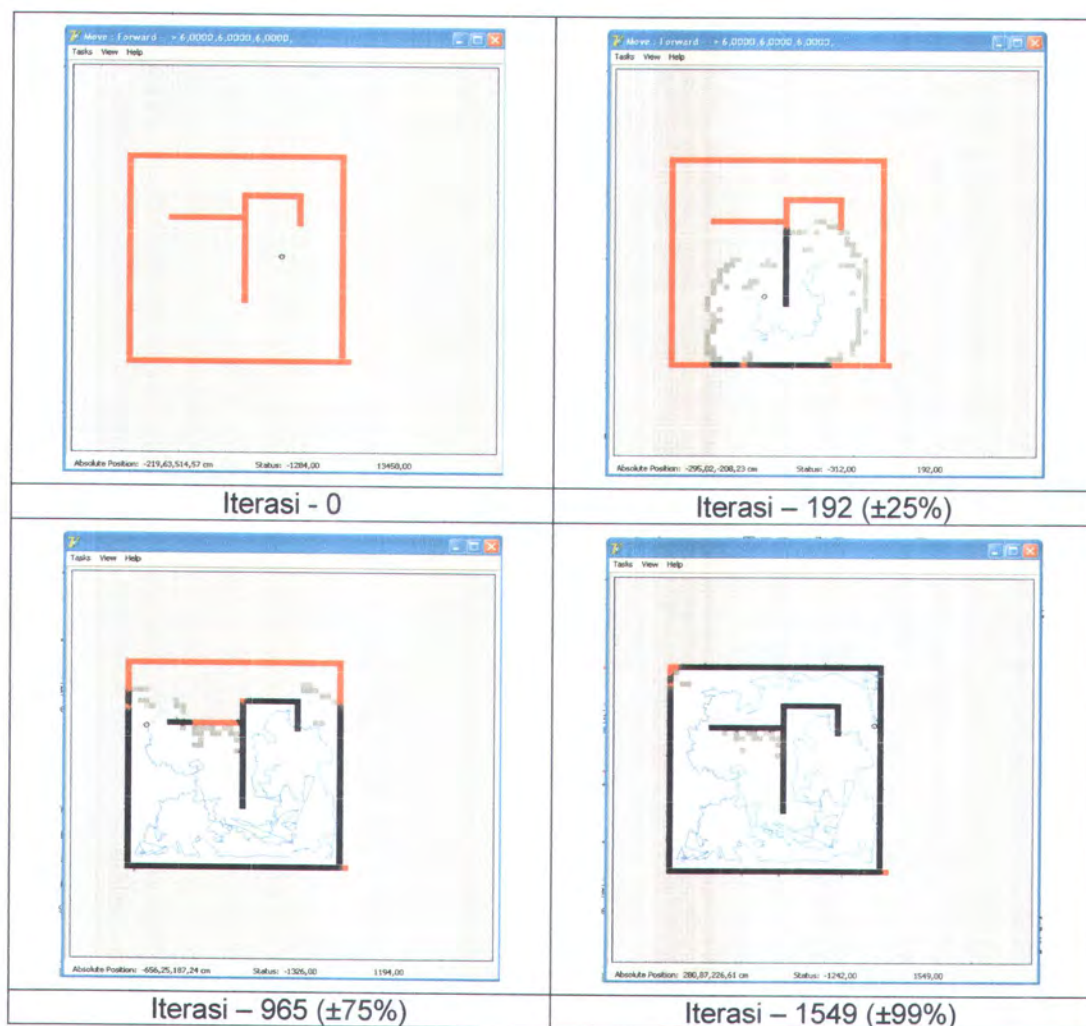 Move : Forward --> 6,0000,6,0000,6,0000,
Tasks View Help
Absolute Position: -219,63,514,57 cm Status: -1284,00 13458,00
Iterasi - 0
Move : Forward --> 6,0000,6,0000,6,0000,
Tasks View Help
Absolute Position: -295,02,-208,23 cm Status: -312,00 192,00
Iterasi – 192 (±25%)
Tasks View Help
Absolute Position: -656,25,187,24 cm Status: -1326,00 1194,00
Iterasi – 965 (±75%)
Tasks View Help
Absolute Position: 280,87,226,61 cm Status: -1242,00 1549,00
Iterasi – 1549 (±99%)